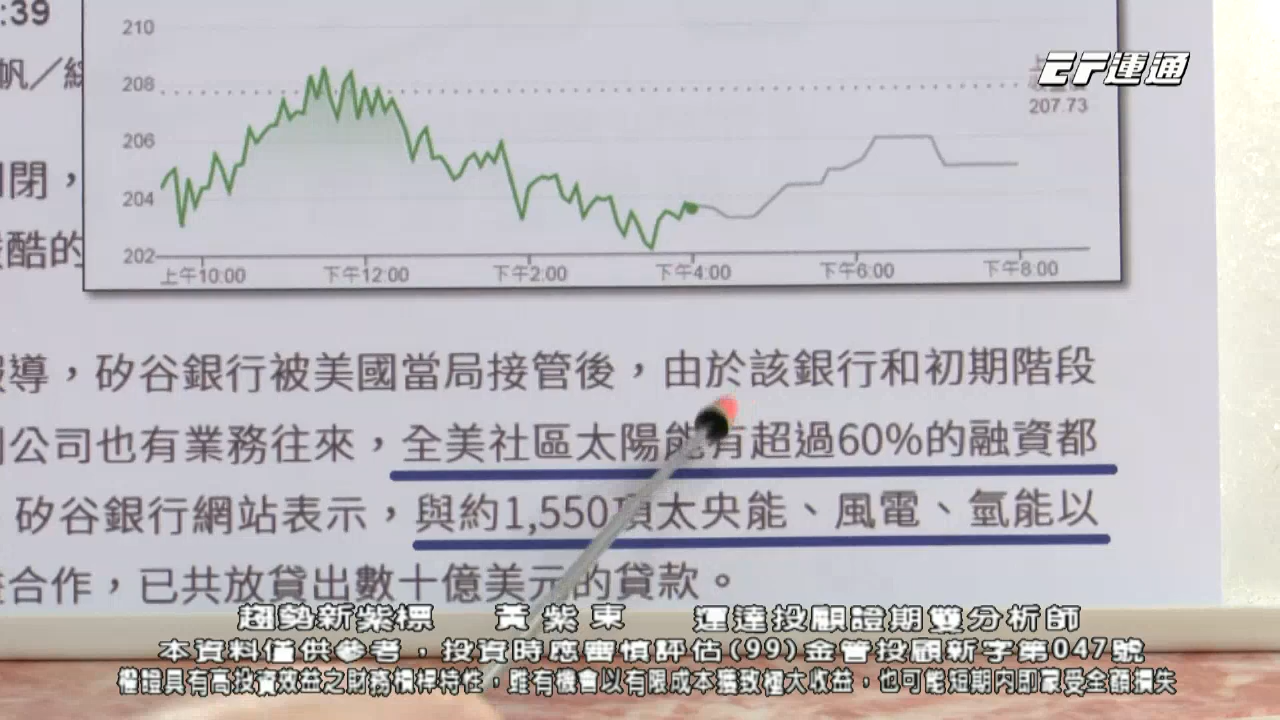 :39
帆／綜
210
208
206
204
202
EF運通
207.73
上午10:00 下午12:00 下午2:00 下午4:00 下午6:00 下午8:00
閉，
酷的
導，矽谷銀行被美國當局接管後，由於該銀行和初期階段
公司也有業務往來，全美社區太陽能有超過60%的融資都
矽谷銀行網站表示，與約1,550項太央能、風電、氫能以
合作，已共放貸出數十億美元的貸款。
趨勢新紫標 黃紫東 運達投顧證期雙分析師
本資料僅供參考，投資時應審慎評估(99)金管投顧新字第047號
權證具有高投資效益之財務槓桿特性，雖有機會以有限成本獲致極大收益，也可能短期內即蒙受全額損失